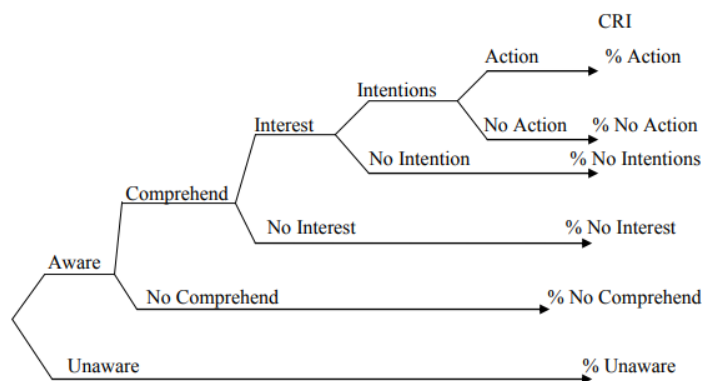 CRI
Action % Action
Intentions
No Action % No Action
Interest
No Intention % No Intentions
Comprehend
No Interest % No Interest
Aware
No Comprehend % No Comprehend
Unaware % Unaware